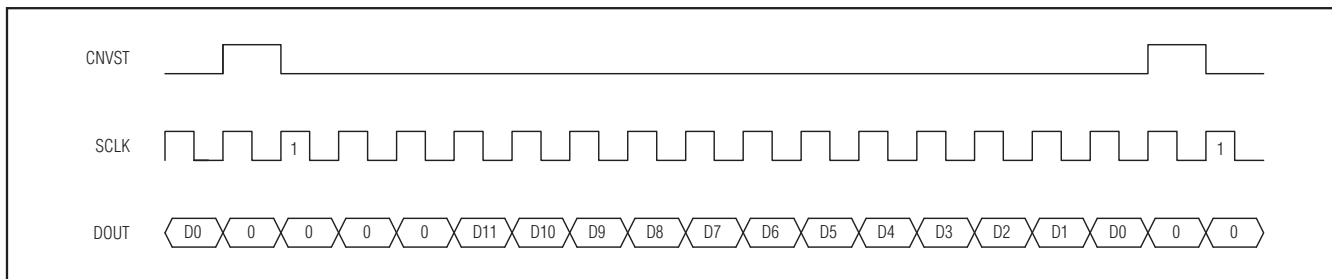 CNVST
SCLK 1 1
DOUT D0 0 0 0 0 D11 D10 D9 D8 D7 D6 D5 D4 D3 D2 D1 D0 0 0